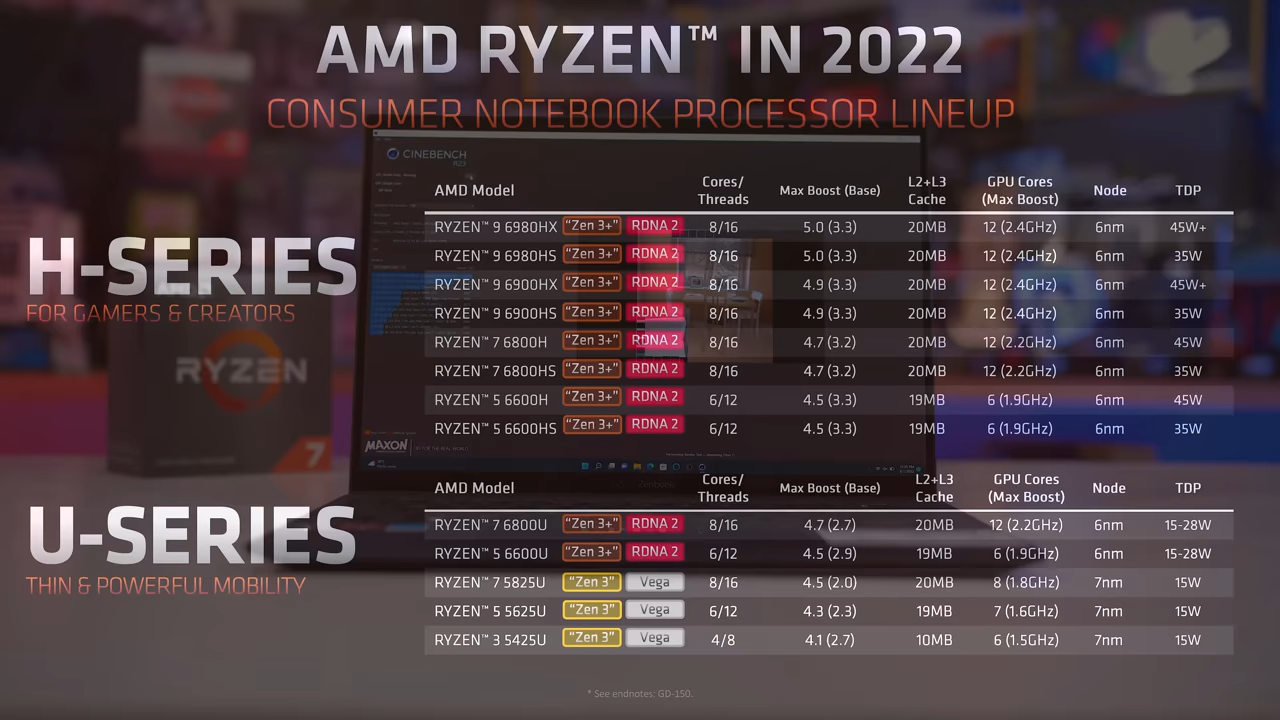 AMD RYZEN™ IN 2022
CONSUMER NOTEBOOK PROCESSOR LINEUP
CINEBENCH
R23
H-SERIES
FOR GAMERS & CREATORS
AMD Model Cores/Threads Max Boost (Base) L2+L3 Cache GPU Cores (Max Boost) Node TDP
RYZEN™ 9 6980HX "Zen 3+" RDNA 2 8/16 5.0 (3.3) 20MB 12 (2.4GHz) 6nm 45W+
RYZEN™ 9 6980HS "Zen 3+" RDNA 2 8/16 5.0 (3.3) 20MB 12 (2.4GHz) 6nm 35W
RYZEN™ 9 6900HX "Zen 3+" RDNA 2 8/16 4.9 (3.3) 20MB 12 (2.4GHz) 6nm 45W+
RYZEN™ 9 6900HS "Zen 3+" RDNA 2 8/16 4.9 (3.3) 20MB 12 (2.4GHz) 6nm 35W
RYZEN™ 7 6800H "Zen 3+" RDNA 2 8/16 4.7 (3.2) 20MB 12 (2.2GHz) 6nm 45W
RYZEN™ 7 6800HS "Zen 3+" RDNA 2 8/16 4.7 (3.2) 20MB 12 (2.2GHz) 6nm 35W
RYZEN™ 5 6600H "Zen 3+" RDNA 2 6/12 4.5 (3.3) 19MB 6 (1.9GHz) 6nm 45W
RYZEN™ 5 6600HS "Zen 3+" RDNA 2 6/12 4.5 (3.3) 19MB 6 (1.9GHz) 6nm 35W
RYZEN
7
MAXON
U-SERIES
THIN & POWERFUL MOBILITY
AMD Model Cores/Threads Max Boost (Base) L2+L3 Cache GPU Cores (Max Boost) Node TDP
RYZEN™ 7 6800U "Zen 3+" RDNA 2 8/16 4.7 (2.7) 20MB 12 (2.2GHz) 6nm 15-28W
RYZEN™ 5 6600U "Zen 3+" RDNA 2 6/12 4.5 (2.9) 19MB 6 (1.9GHz) 6nm 15-28W
RYZEN™ 7 5825U "Zen 3" Vega 8/16 4.5 (2.0) 20MB 8 (1.8GHz) 7nm 15W
RYZEN™ 5 5625U "Zen 3" Vega 6/12 4.3 (2.3) 19MB 7 (1.6GHz) 7nm 15W
RYZEN™ 3 5425U "Zen 3" Vega 4/8 4.1 (2.7) 10MB 6 (1.5GHz) 7nm 15W
* See endnotes: GD-150.